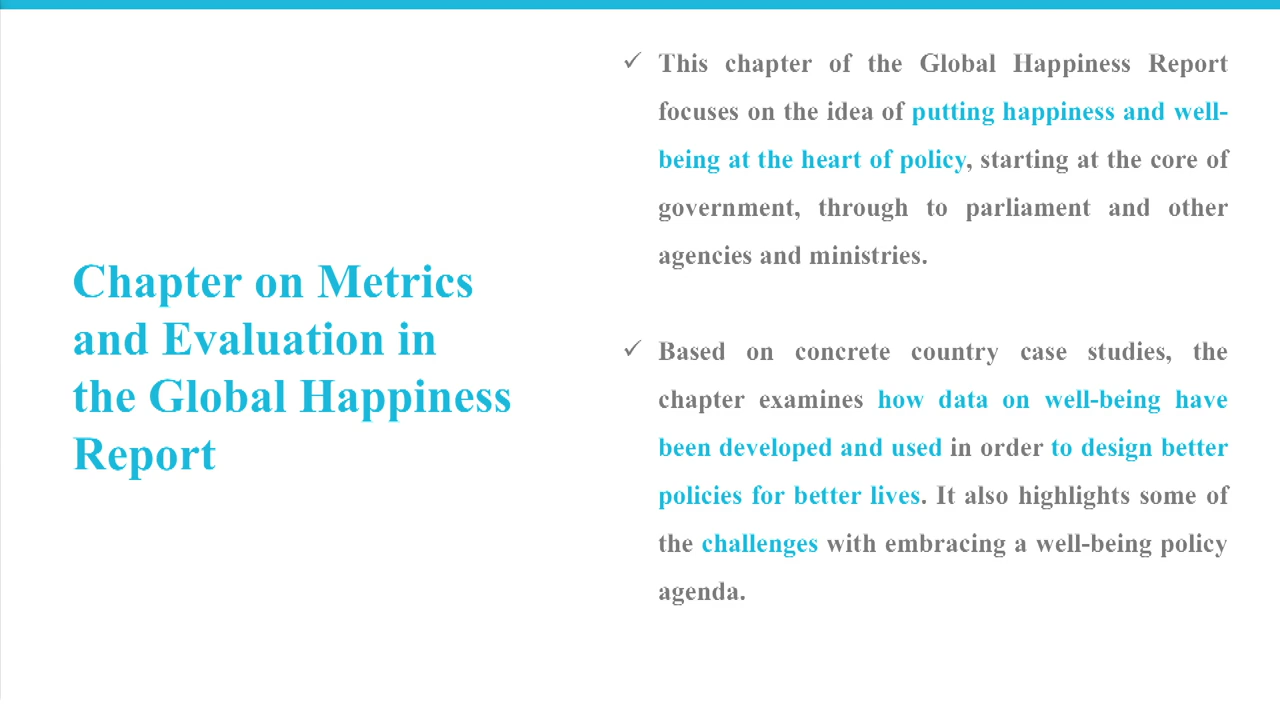 Chapter on Metrics
and Evaluation in
the Global Happiness
Report
✓ This chapter of the Global Happiness Report
focuses on the idea of putting happiness and well-
being at the heart of policy, starting at the core of
government, through to parliament and other
agencies and ministries.
✓ Based on concrete country case studies, the
chapter examines how data on well-being have
been developed and used in order to design better
policies for better lives. It also highlights some of
the challenges with embracing a well-being policy
agenda.